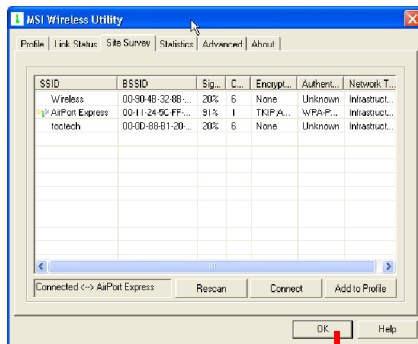 MSI Wireless Utility
Profile Link Status Site Survey Statistics Advanced About
SSID BSSID Sig... C... Encrypt... Authent... Network T...
Wireless 00-90-4B-32-8B-... 20% 6 None Unknown Infrastruct...
AirPort Express 00-11-24-5C-FF-... 91% 1 TKIP,A... WPA-P... Infrastruct...
toctech 00-0D-88-B1-20-... 20% 6 None Unknown Infrastruct...
Connected <--> AirPort Express Rescan Connect Add to Profile
OK Help